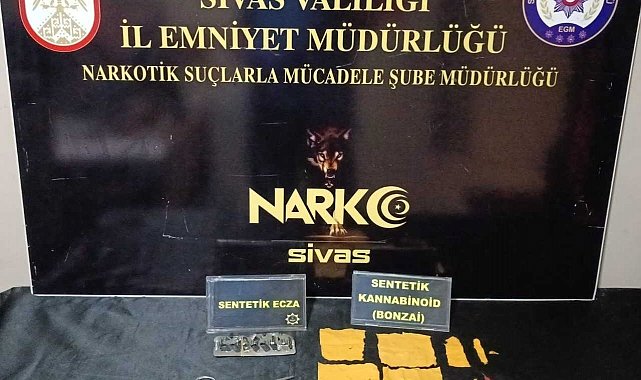 SİVAS VALİLİĞİ
İL EMNİYET MÜDÜRLÜĞÜ
NARKOTİK SUÇLARLA MÜCADELE ŞUBE MÜDÜRLÜĞÜ
EGM
NARKO
sivas
SENTETİK ECZA
SENTETİK
KANNABİNOİD
(BONZAİ)